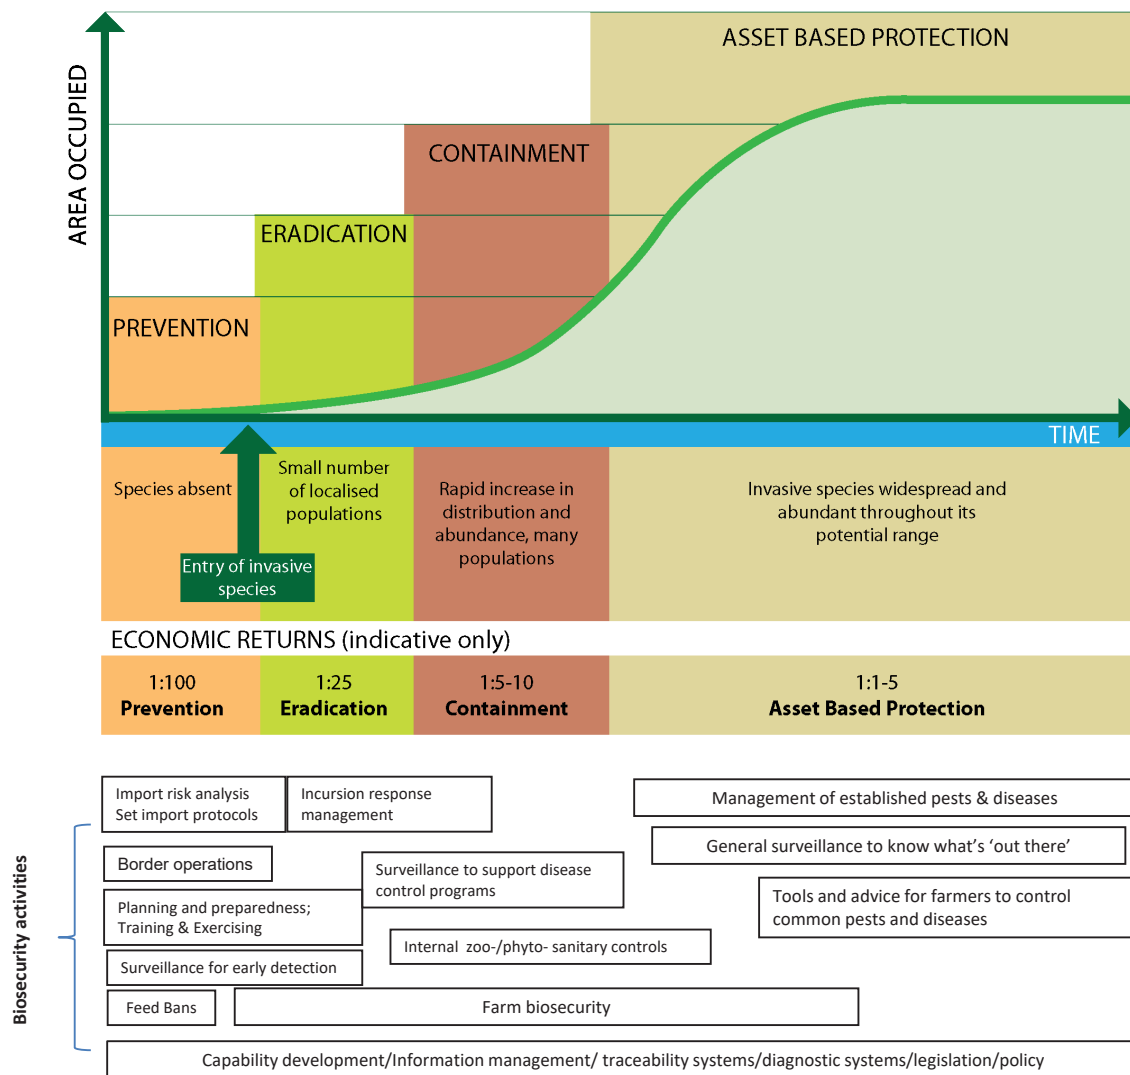 ASSET BASED PROTECTION
CONTAINMENT
ERADICATION
PREVENTION
AREA OCCUPIED
TIME
Species absent
Small number
of localised
populations
Rapid increase in
distribution and
abundance, many
populations
Invasive species widespread and
abundant throughout its
potential range
Entry of invasive
species
ECONOMIC RETURNS (indicative only)
1:100
Prevention
1:25
Eradication
1:5-10
Containment
1:1-5
Asset Based Protection
Biosecurity activities
Import risk analysis
Set import protocols
Incursion response
management
Management of established pests & diseases
Border operations
Surveillance to support disease
control programs
General surveillance to know what's ‘out there’
Planning and preparedness;
Training & Exercising
Tools and advice for farmers to control
common pests and diseases
Internal zoo-/phyto- sanitary controls
Surveillance for early detection
Feed Bans
Farm biosecurity
Capability development/Information management/ traceability systems/diagnostic systems/legislation/policy